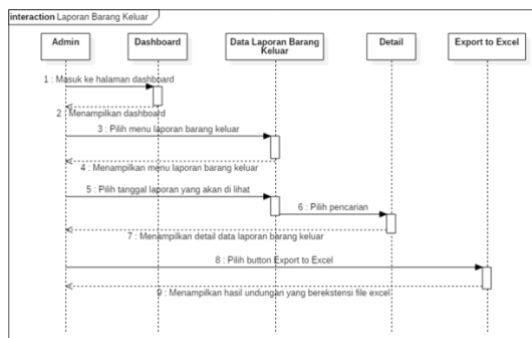 interaction Laporan Barang Keluar
Admin
Dashboard
Data Laporan Barang
Keluar
Detail
Export to Excel
1 : Masuk ke halaman dashboard
2 : Menampilkan dashboard
3 : Pilih menu laporan barang keluar
4 : Menampilkan menu laporan barang keluar
5 : Pilih tanggal laporan yang akan di lihat
6 : Pilih pencarian
7 : Menampilkan detail data laporan barang keluar
8 : Pilih button Export to Excel
9 : Menampilkan hasil undungan yang berekstensi file excel